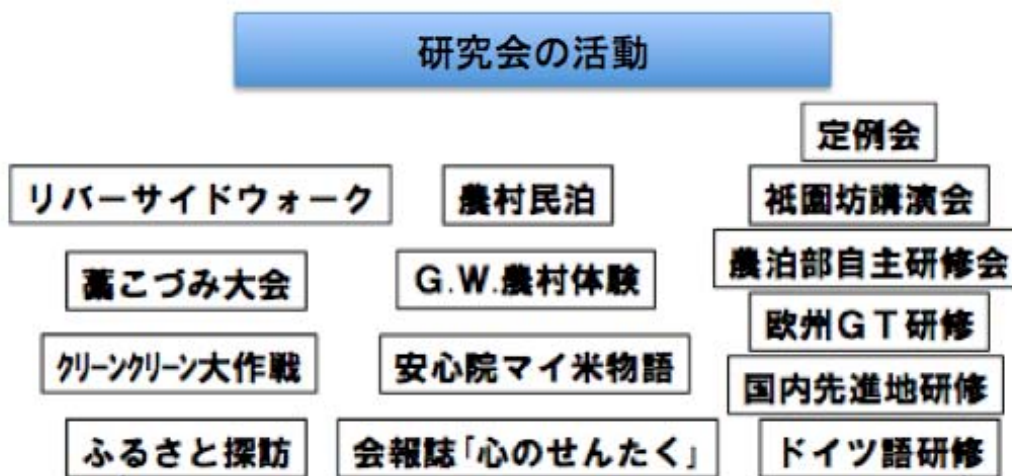 研究会の活動
リバーサイドウォーク
藁こづみ大会
クリーンクリーン大作戦
ふるさと探訪
農村民泊
G.W.農村体験
安心院マイ米物語
会報誌「心のせんたく」
定例会
祗園坊講演会
農泊部自主研修会
欧州GT研修
国内先進地研修
ドイツ語研修